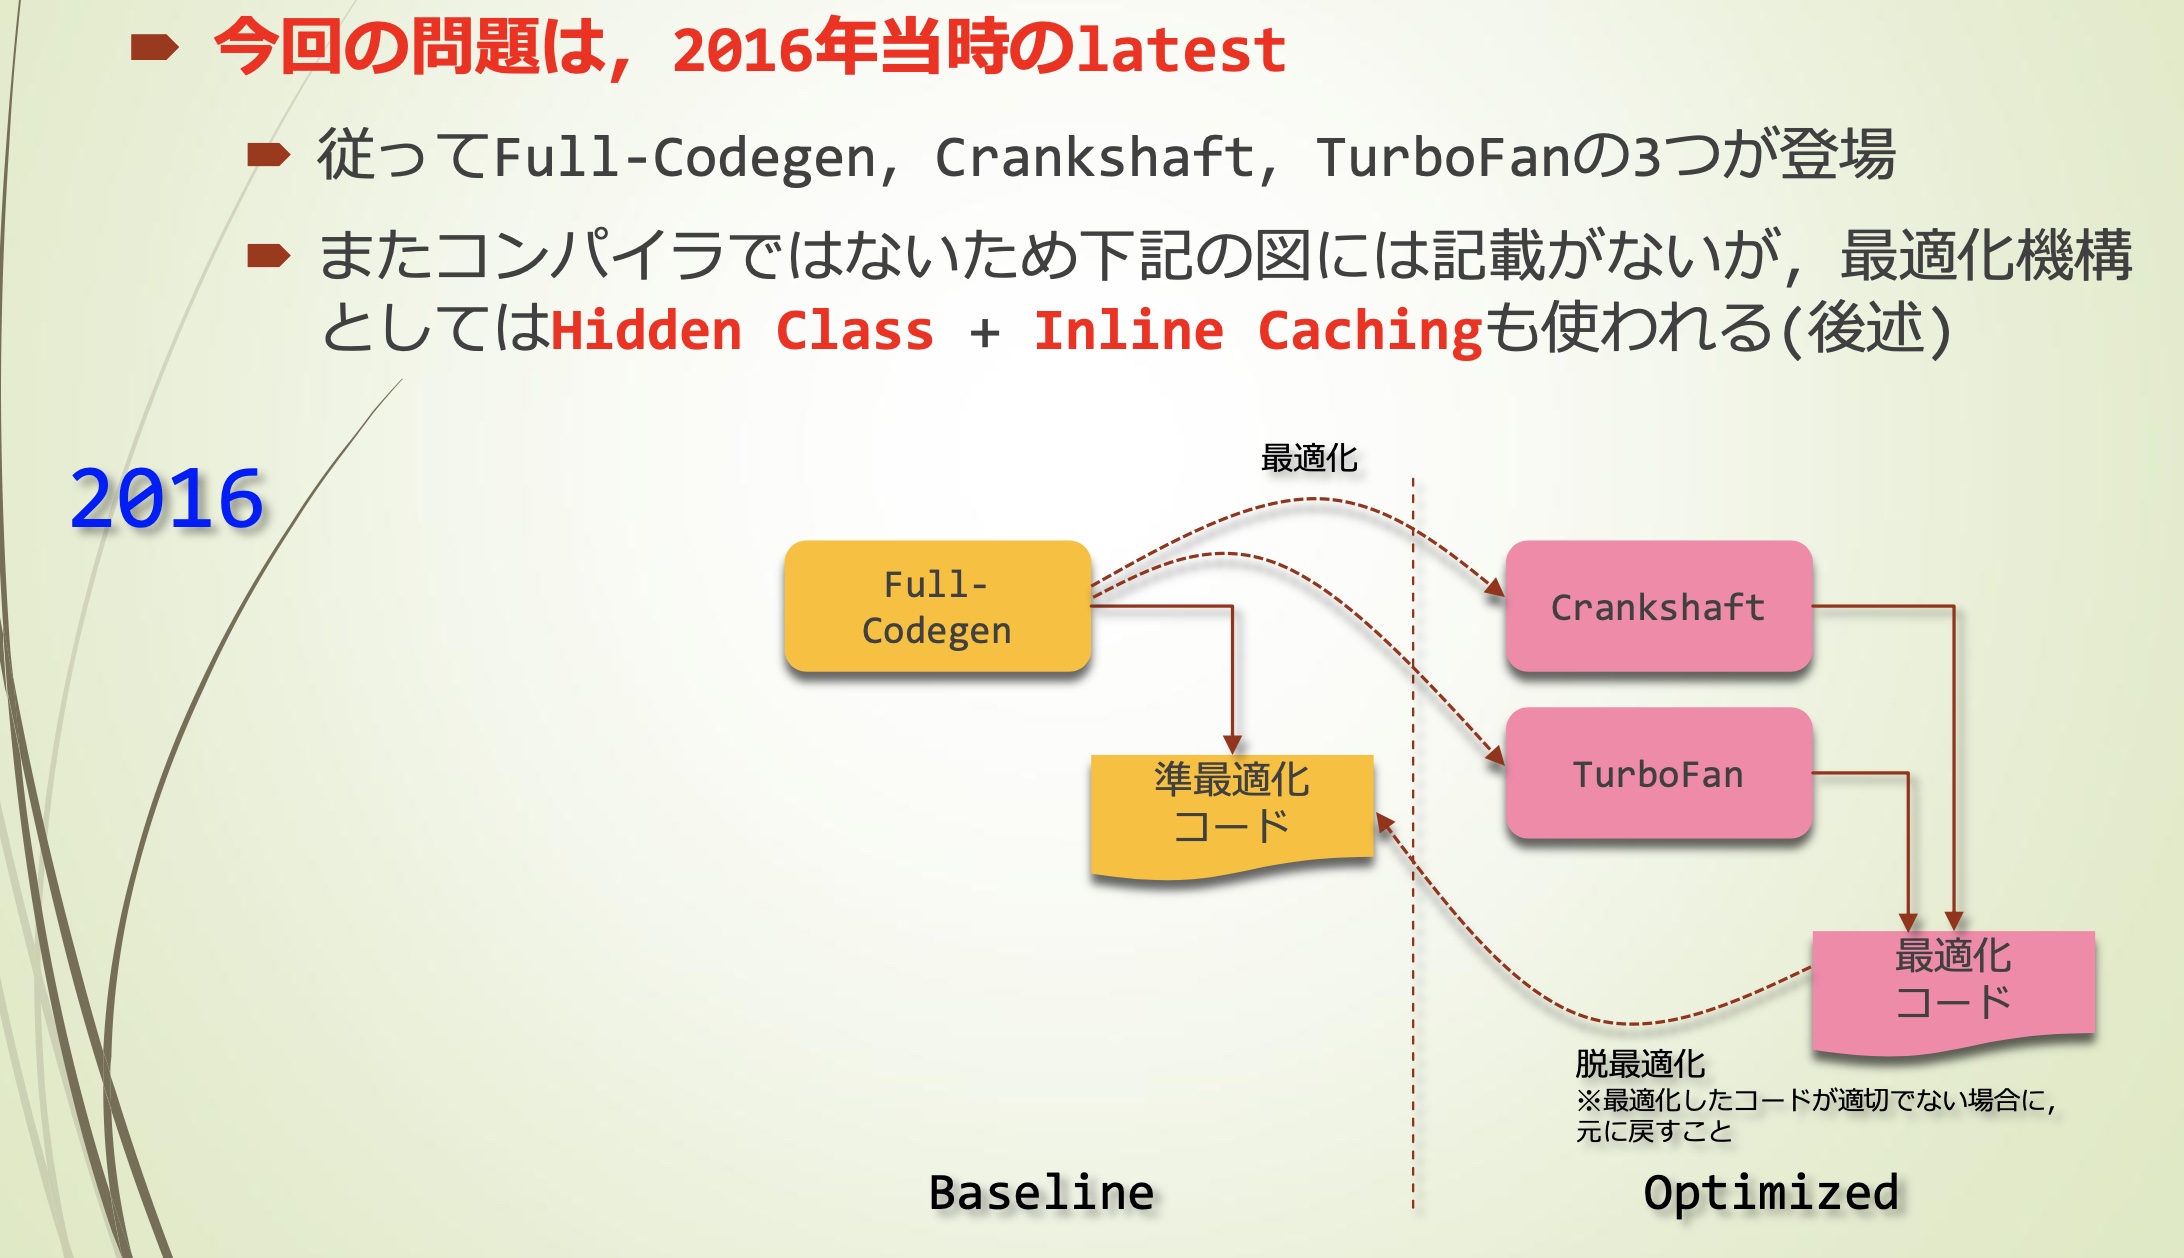 今回の問題は, 2016年当時のlatest
従ってFull-Codegen, Crankshaft, TurboFanの3つが登場
またコンパイラではないため下記の図には記載がないが, 最適化機構
としてはHidden Class + Inline Cachingも使われる(後述)
2016
最適化
Full-
Codegen
Crankshaft
TurboFan
準最適化
コード
最適化
コード
脱最適化
※最適化したコードが適切でない場合に,
元に戻すこと
Baseline
Optimized